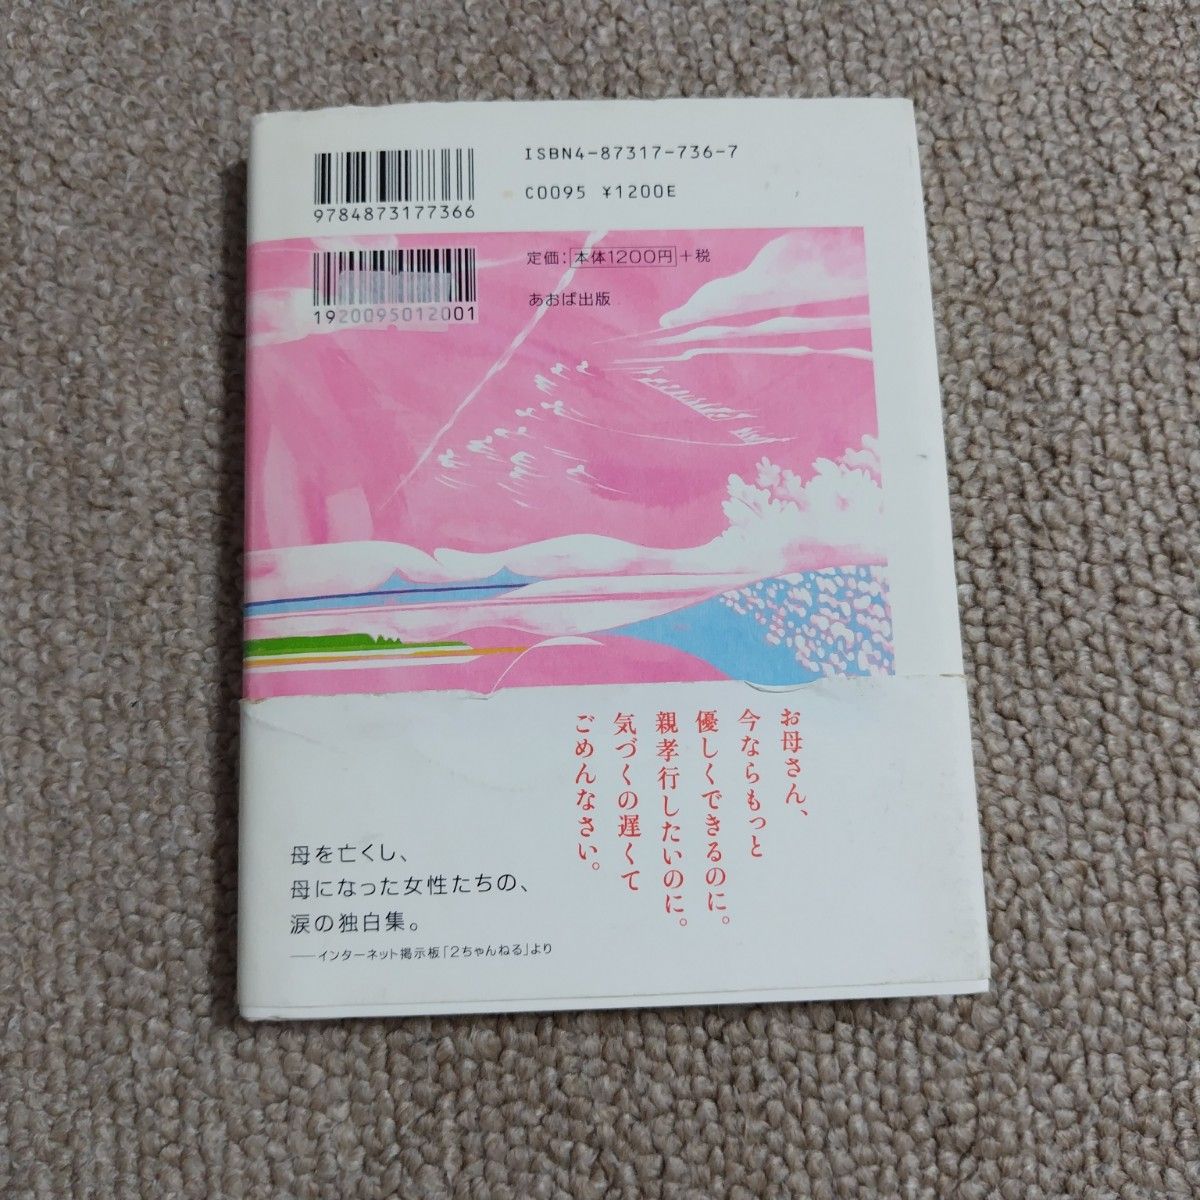 9784873177366
ISBN4-87317-736-7
C0095 ¥1200E
1920095012001
定価：本体1200円＋税
あおば出版
お母さん、
今ならもっと
優しくできるのに。
親孝行したいのに。
気づくの遅くて
ごめんなさい。
母を亡くし、
母になった女性たちの、
涙の独白集。
──インターネット掲示板「2ちゃんねる」より